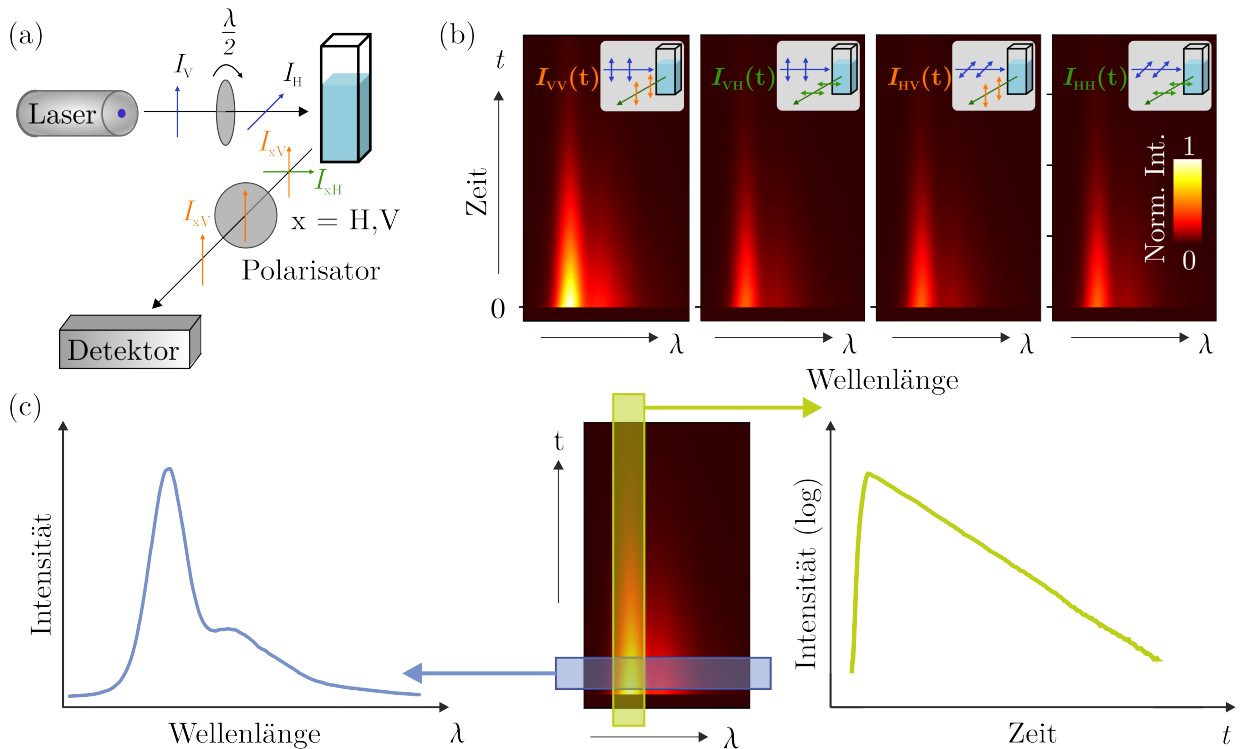 (a)
λ
2
I_V
I_H
Laser
I_xV
I_xH
I_xV
x = H,V
Polarisator
Detektor
(b)
t
Zeit
0
I_VV(t)
I_VH(t)
I_HV(t)
I_HH(t)
Norm. Int.
1
0
λ
λ
λ
λ
Wellenlänge
(c)
Intensität
Wellenlänge
λ
t
λ
Intensität (log)
Zeit
t